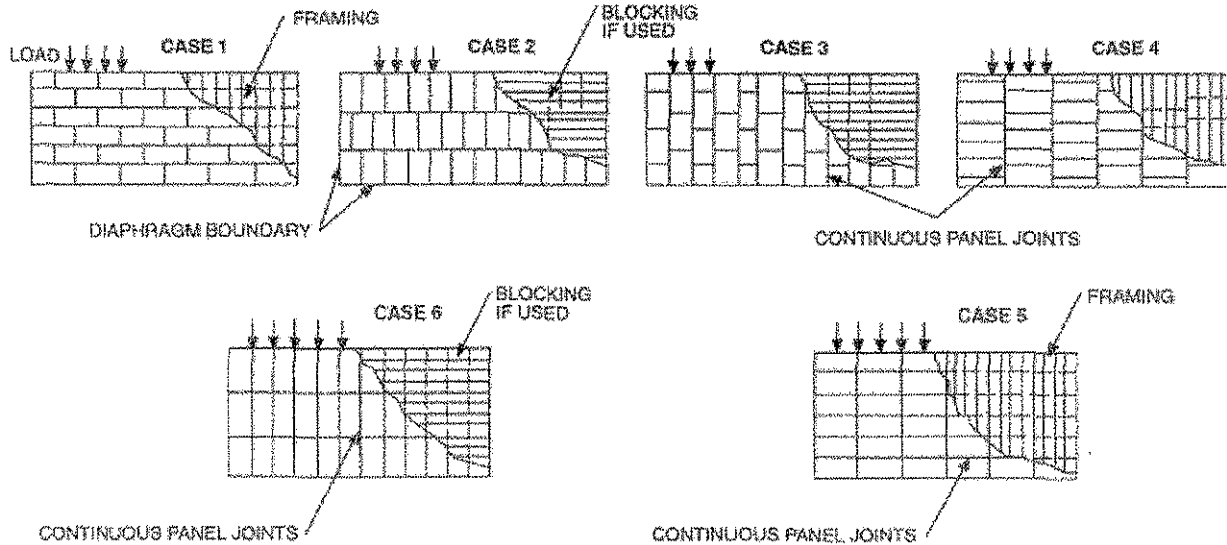 FRAMING
BLOCKING
IF USED
LOAD
CASE 1
CASE 2
CASE 3
CASE 4
DIAPHRAGM BOUNDARY
CONTINUOUS PANEL JOINTS
BLOCKING
IF USED
CASE 6
FRAMING
CASE 5
CONTINUOUS PANEL JOINTS
CONTINUOUS PANEL JOINTS